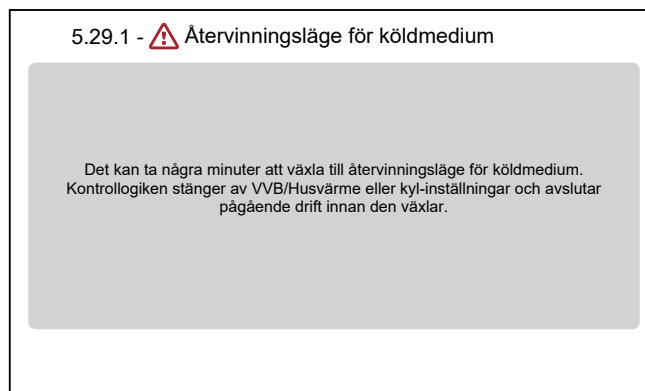 5.29.1 - Återvinningsläge för köldmedium
Det kan ta några minuter att växla till återvinningsläge för köldmedium.
Kontrollogiken stänger av VVB/Husvärme eller kyl-inställningar och avslutar
pågående drift innan den växlar.